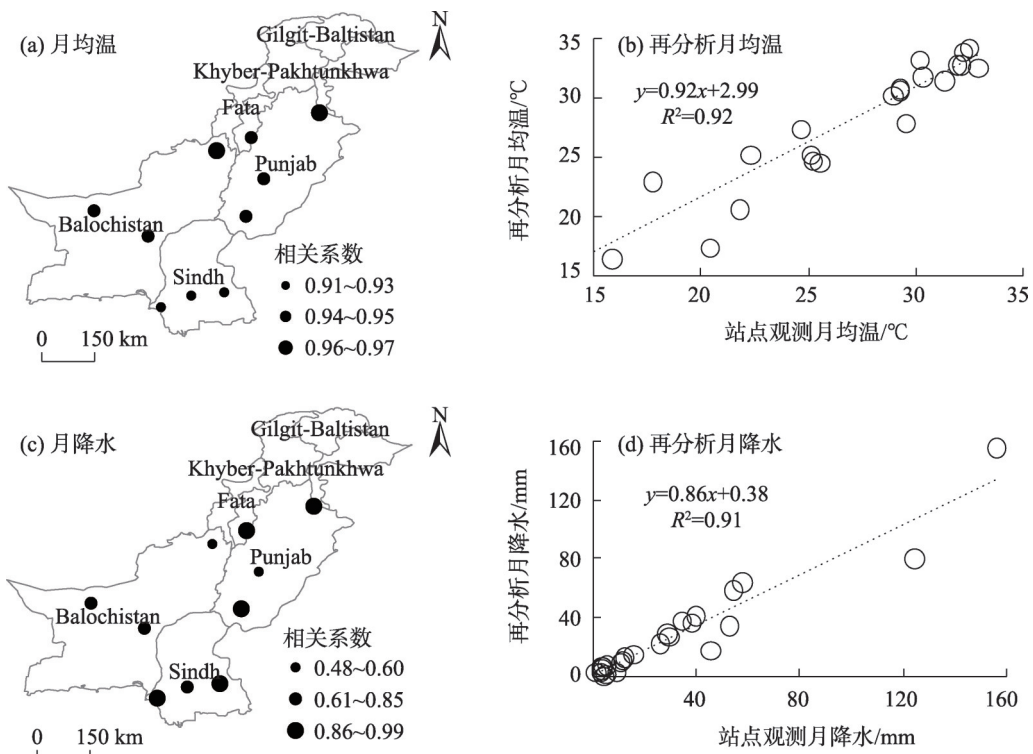 (a) 月均温
Gilgit-Baltistan
N
Khyber-Pakhtunkhwa
Fata
Punjab
Balochistan
Sindh
相关系数
0.91~0.93
0.94~0.95
0.96~0.97
0 150 km
(b) 再分析月均温
y=0.92x+2.99
R²=0.92
再分析月均温/℃
35
30
25
20
15
15 20 25 30 35
站点观测月均温/℃
(c) 月降水
Gilgit-Baltistan
N
Khyber-Pakhtunkhwa
Fata
Punjab
Balochistan
Sindh
相关系数
0.48~0.60
0.61~0.85
0.86~0.99
0 150 km
(d) 再分析月降水
y=0.86x+0.38
R²=0.91
再分析月降水/mm
160
120
80
40
0
0 40 80 120 160
站点观测月降水/mm